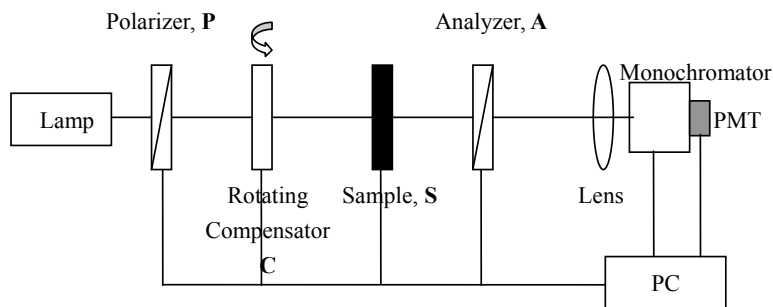 Polarizer, P
Analyzer, A
Monochromator
Lamp
PMT
Rotating
Compensator
C
Sample, S
Lens
PC